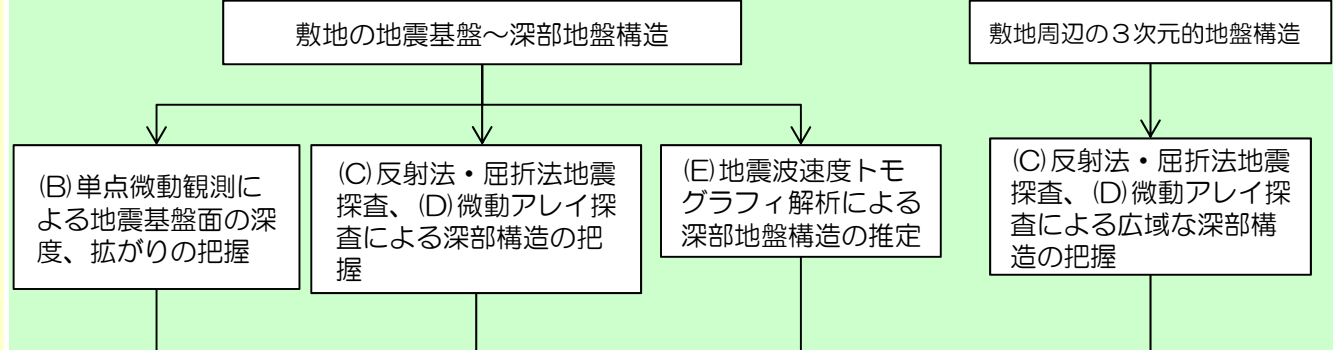 敷地の地震基盤～深部地盤構造
敷地周辺の３次元的地盤構造
(B)単点微動観測に
よる地震基盤面の深
度、拡がりの把握
(C)反射法・屈折法地震
探査、(D)微動アレイ探
査による深部構造の把
握
(E)地震波速度トモ
グラフィ解析による
深部地盤構造の推定
(C)反射法・屈折法地震
探査、(D)微動アレイ探
査による広域な深部構
造の把握